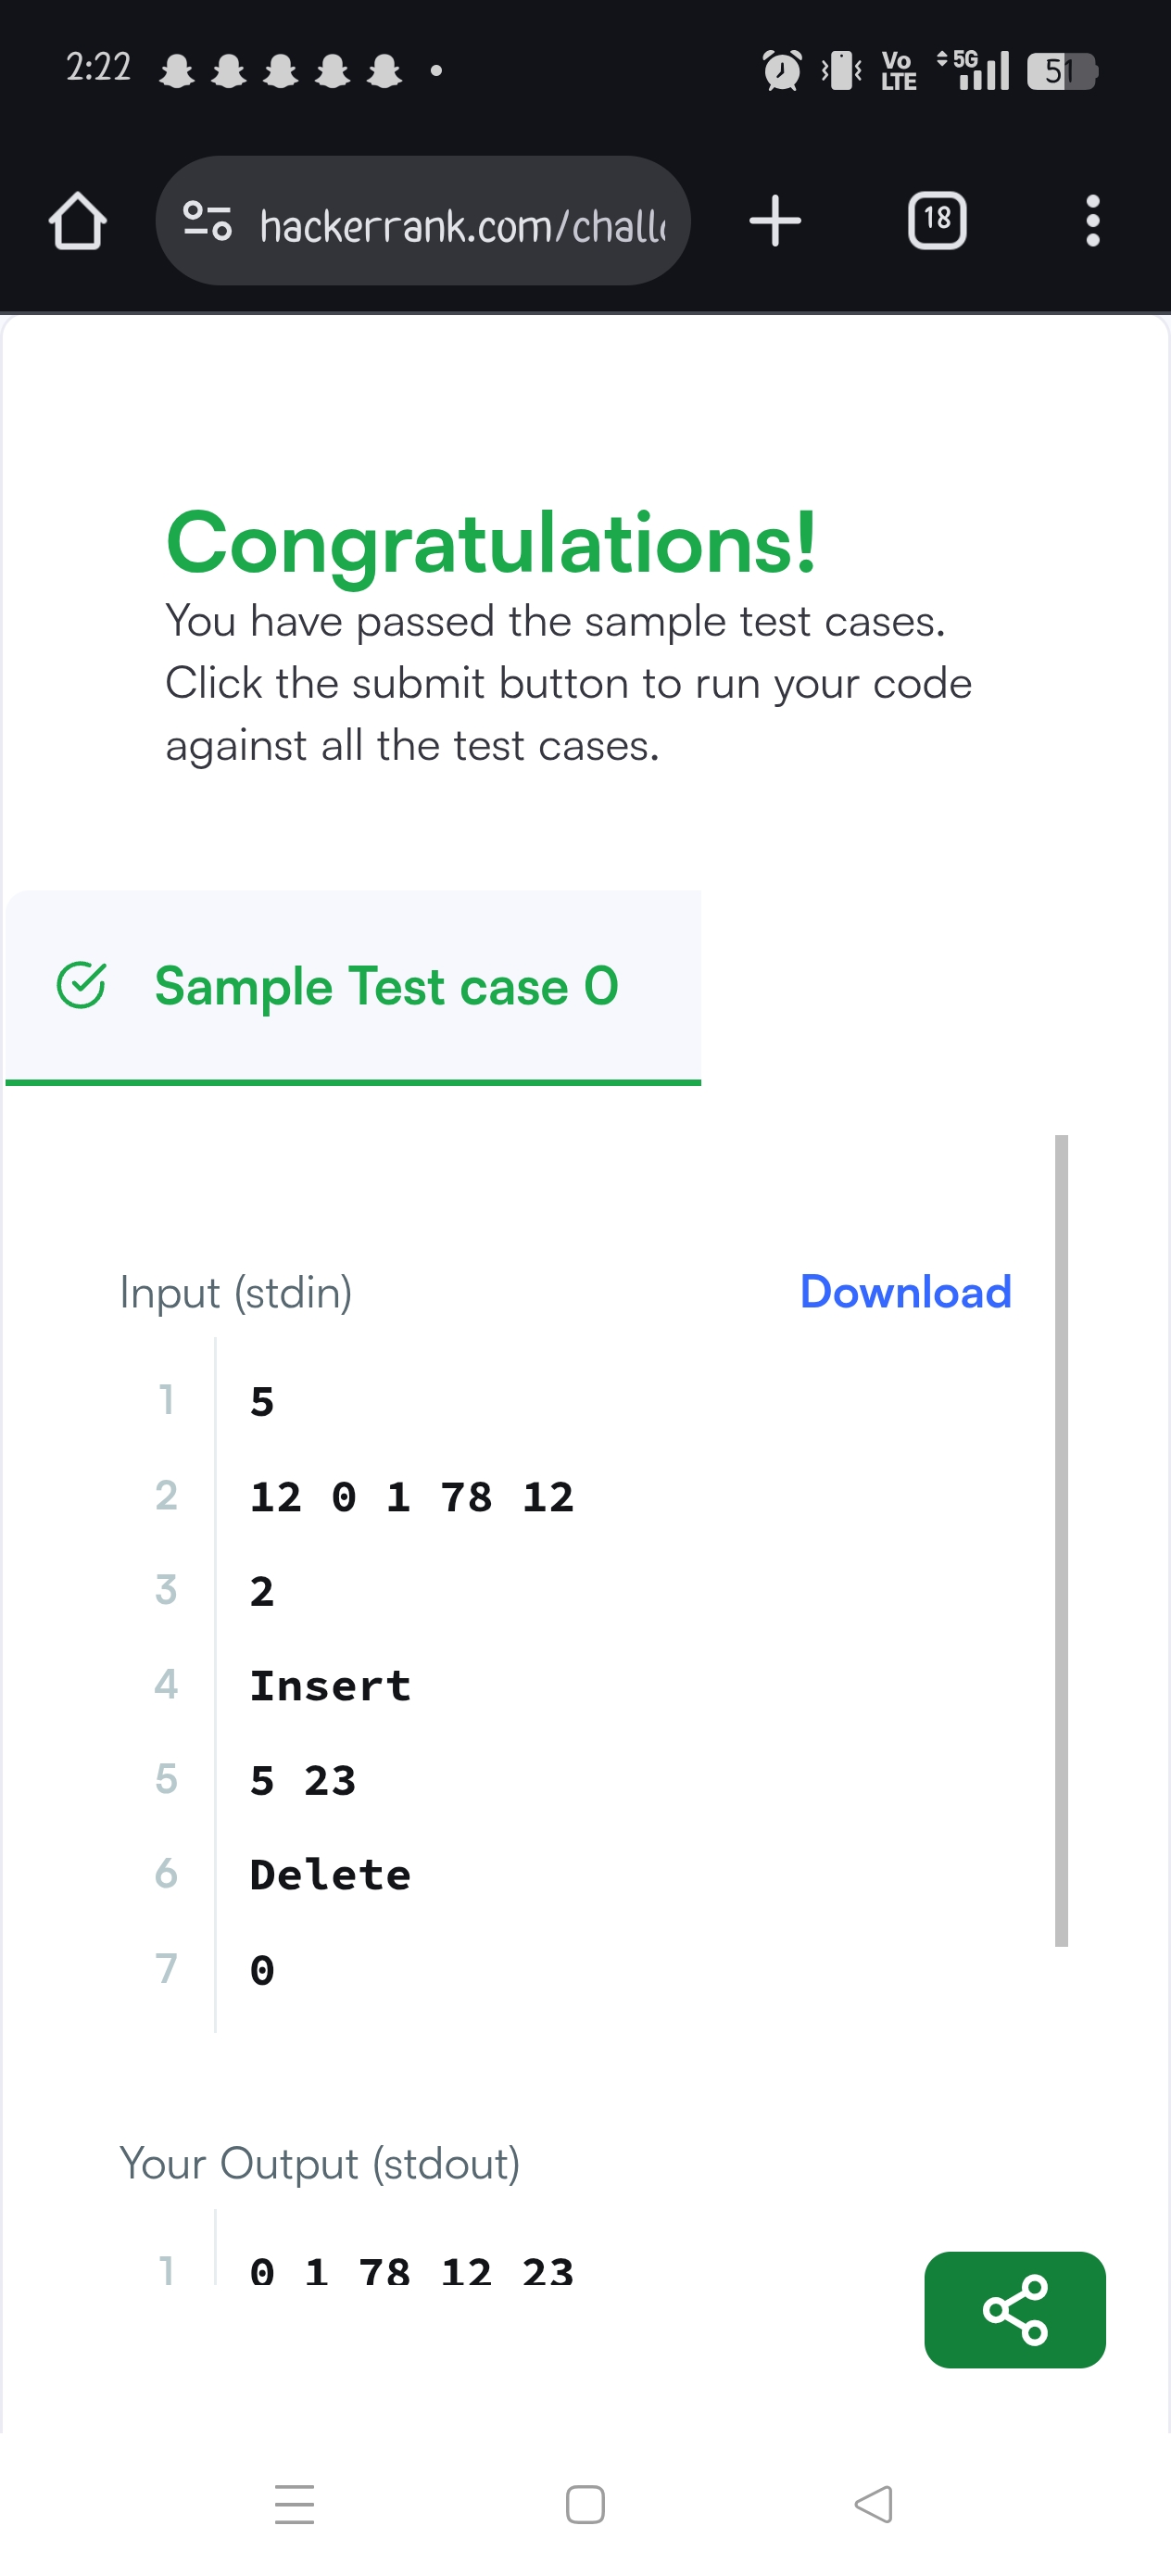 2:22 Vo LTE 5G 51
hackerrank.com/chall
18
Congratulations!
You have passed the sample test cases.
Click the submit button to run your code
against all the test cases.
Sample Test case 0
Input (stdin) Download
1 5
2 12 0 1 78 12
3 2
4 Insert
5 5 23
6 Delete
7 0
Your Output (stdout)
1 0 1 78 12 23